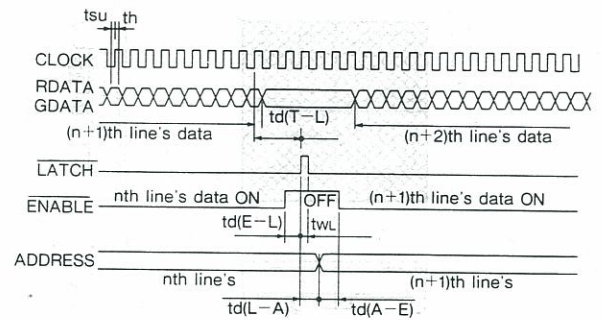 tsu th
CLOCK
RDATA
GDATA
td(T-L)
(n+1)th line's data (n+2)th line's data
LATCH
nth line's data ON OFF (n+1)th line's data ON
ENABLE
td(E-L) twL
ADDRESS
nth line's (n+1)th line's
td(L-A) td(A-E)